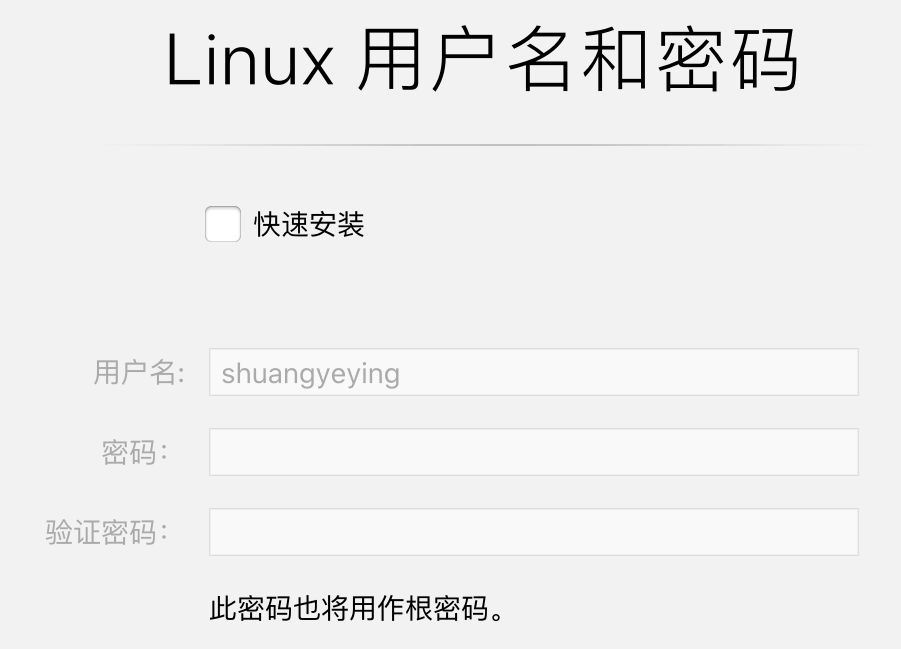 Linux 用户名和密码
快速安装
用户名: shuangyeying
密码：
验证密码：
此密码也将用作根密码。